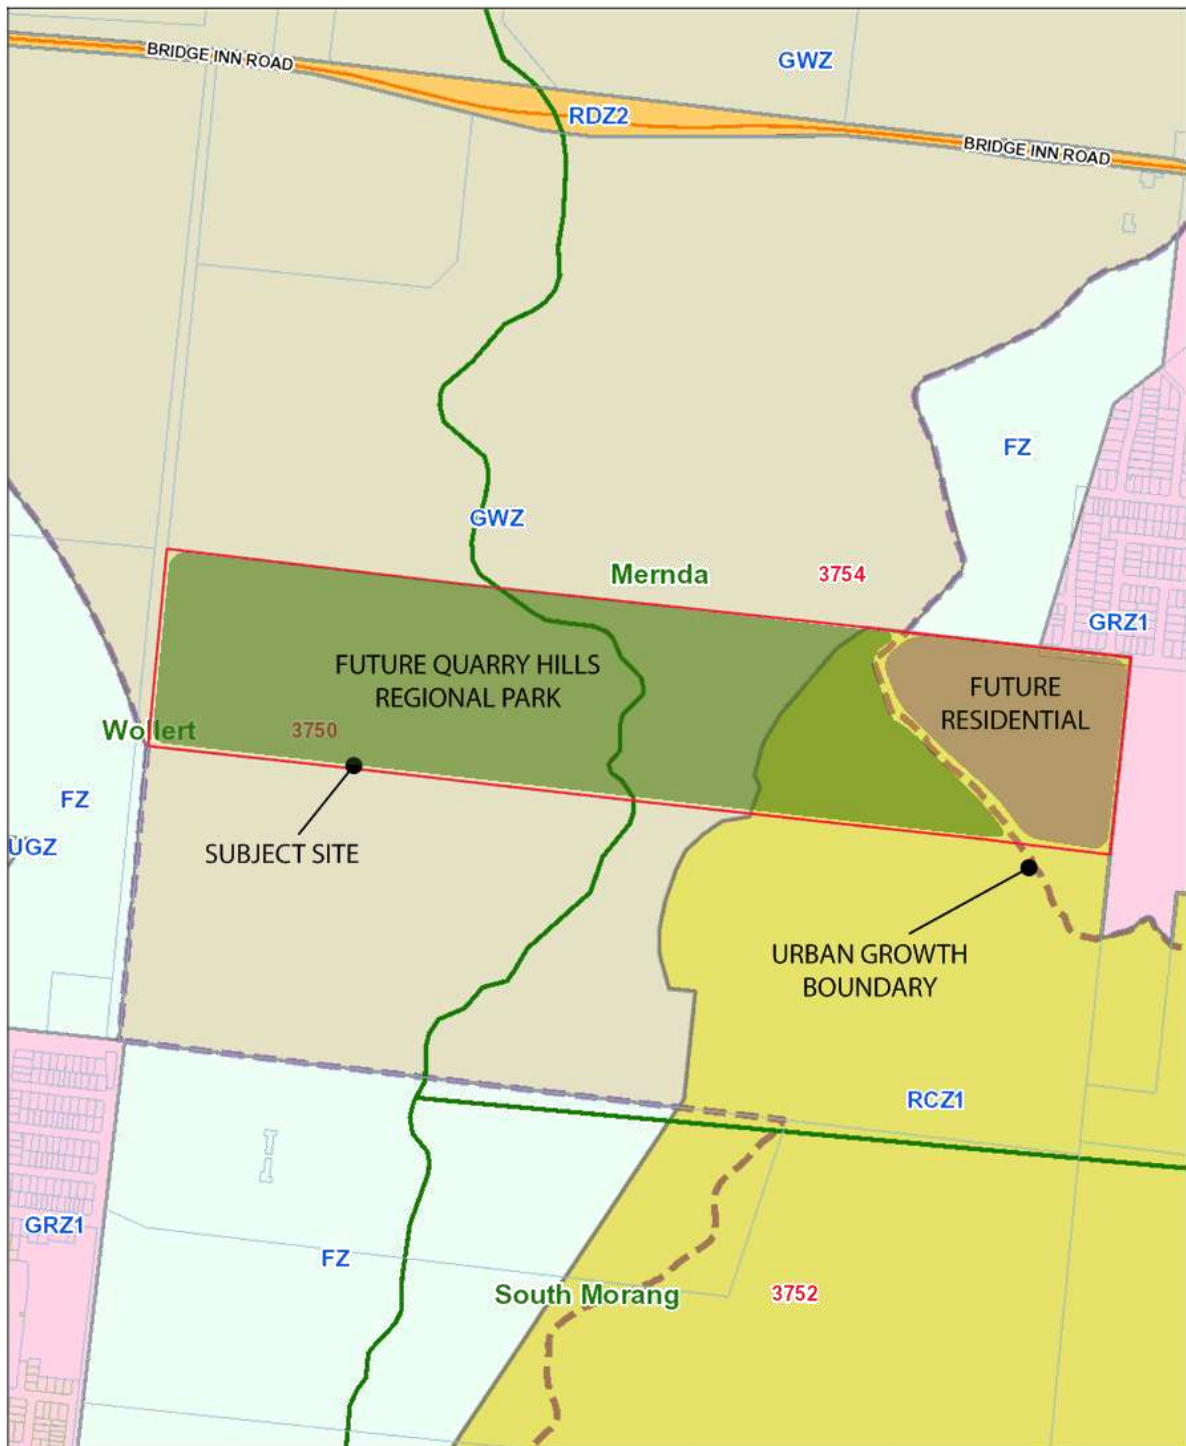 BRIDGE INN ROAD
GWZ
RDZ2
BRIDGE INN ROAD
FZ
GWZ
Mernda
3754
GRZ1
FUTURE QUARRY HILLS
REGIONAL PARK
FUTURE
RESIDENTIAL
Wollert
3750
FZ
UGZ
SUBJECT SITE
URBAN GROWTH
BOUNDARY
RCZ1
GRZ1
FZ
South Morang
3752